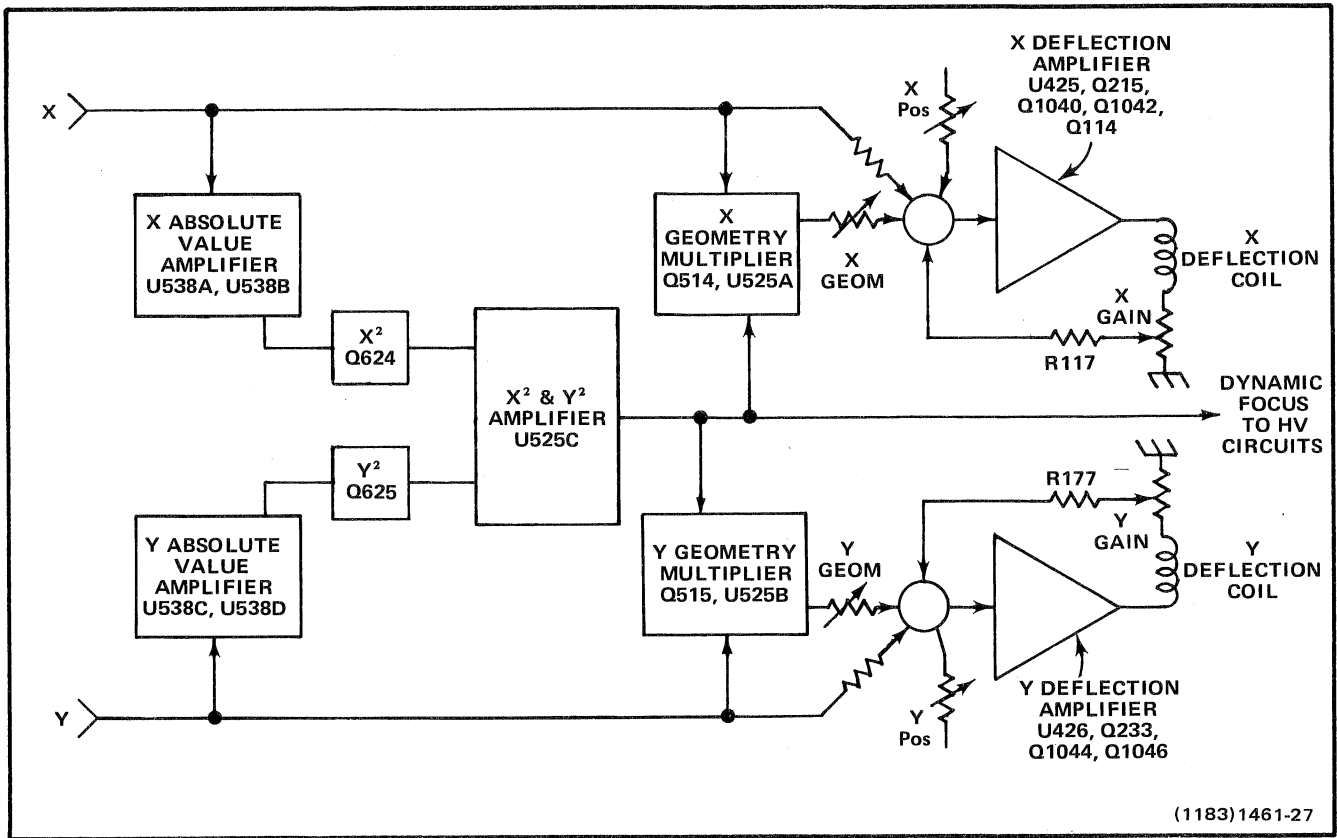 X
X ABSOLUTE
VALUE
AMPLIFIER
U538A, U538B
X²
Q624
X² & Y²
AMPLIFIER
U525C
Y²
Q625
Y ABSOLUTE
VALUE
AMPLIFIER
U538C, U538D
Y
X
GEOMETRY
MULTIPLIER
Q514, U525A
X
GEOM
X
Pos
X DEFLECTION
AMPLIFIER
U425, Q215,
Q1040, Q1042,
Q114
X
DEFLECTION
COIL
X
GAIN
R117
DYNAMIC
FOCUS
TO HV
CIRCUITS
R177
Y
GAIN
Y
DEFLECTION
COIL
Y GEOMETRY
MULTIPLIER
Q515, U525B
Y
GEOM
Y
Pos
Y DEFLECTION
AMPLIFIER
U426, Q233,
Q1044, Q1046
(1183)1461-27